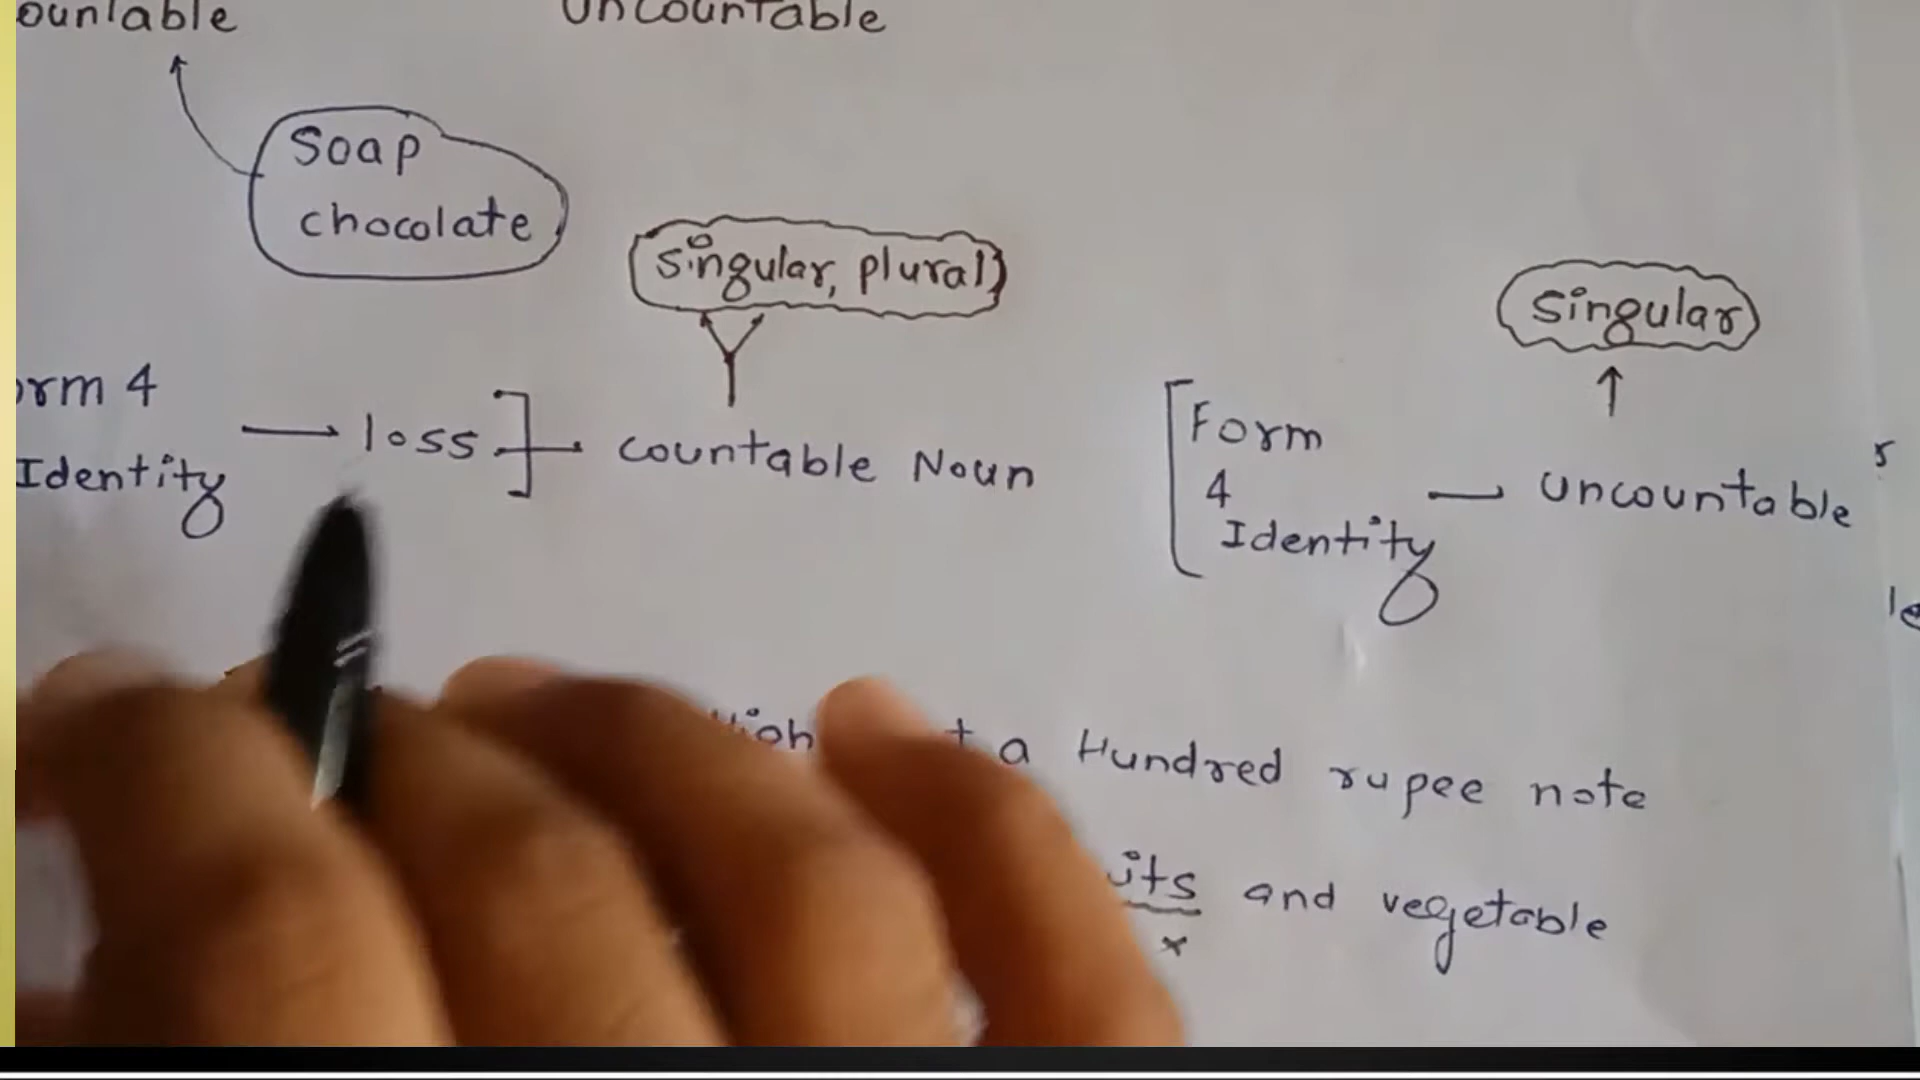 ountable
Uncountable
Soap
chocolate
Singular, plural
Singular
orm 4
Identity
loss
countable Noun
Form
4
Identity
uncountable
a Hundred rupee note
its and vegetable
x